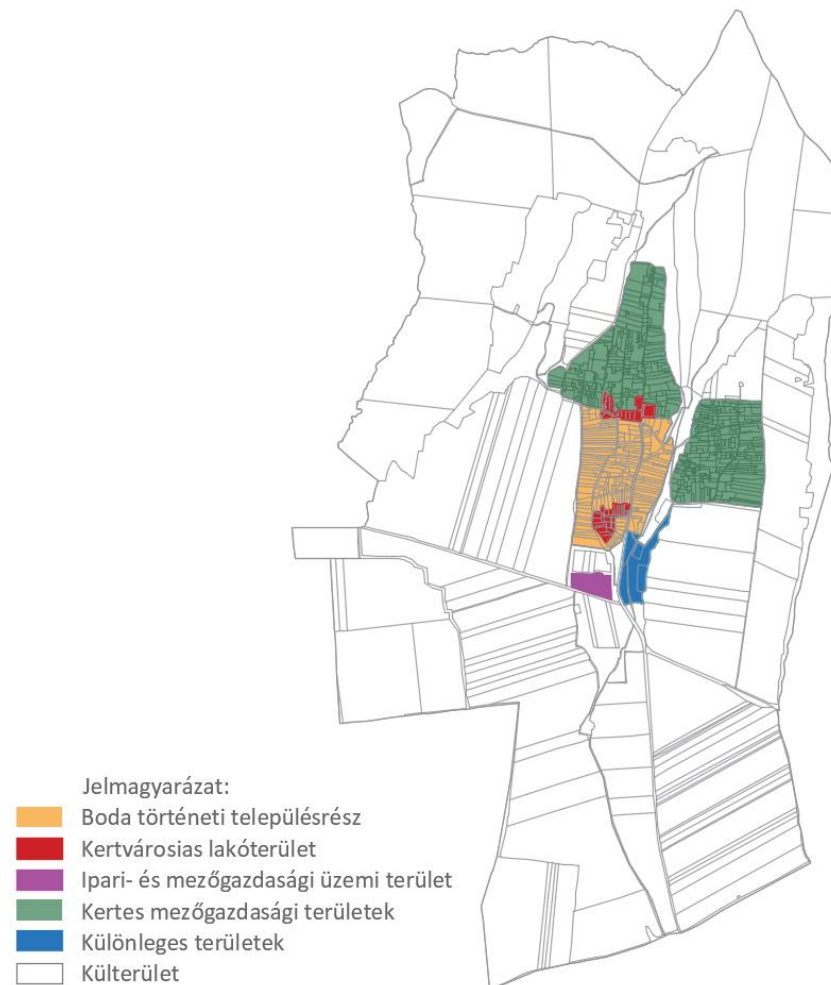 Jelmagyarázat:
Boda történeti településrész
Kertvárosias lakóterület
Ipari- és mezőgazdasági üzemi terület
Kertes mezőgazdasági területek
Különleges területek
Külterület